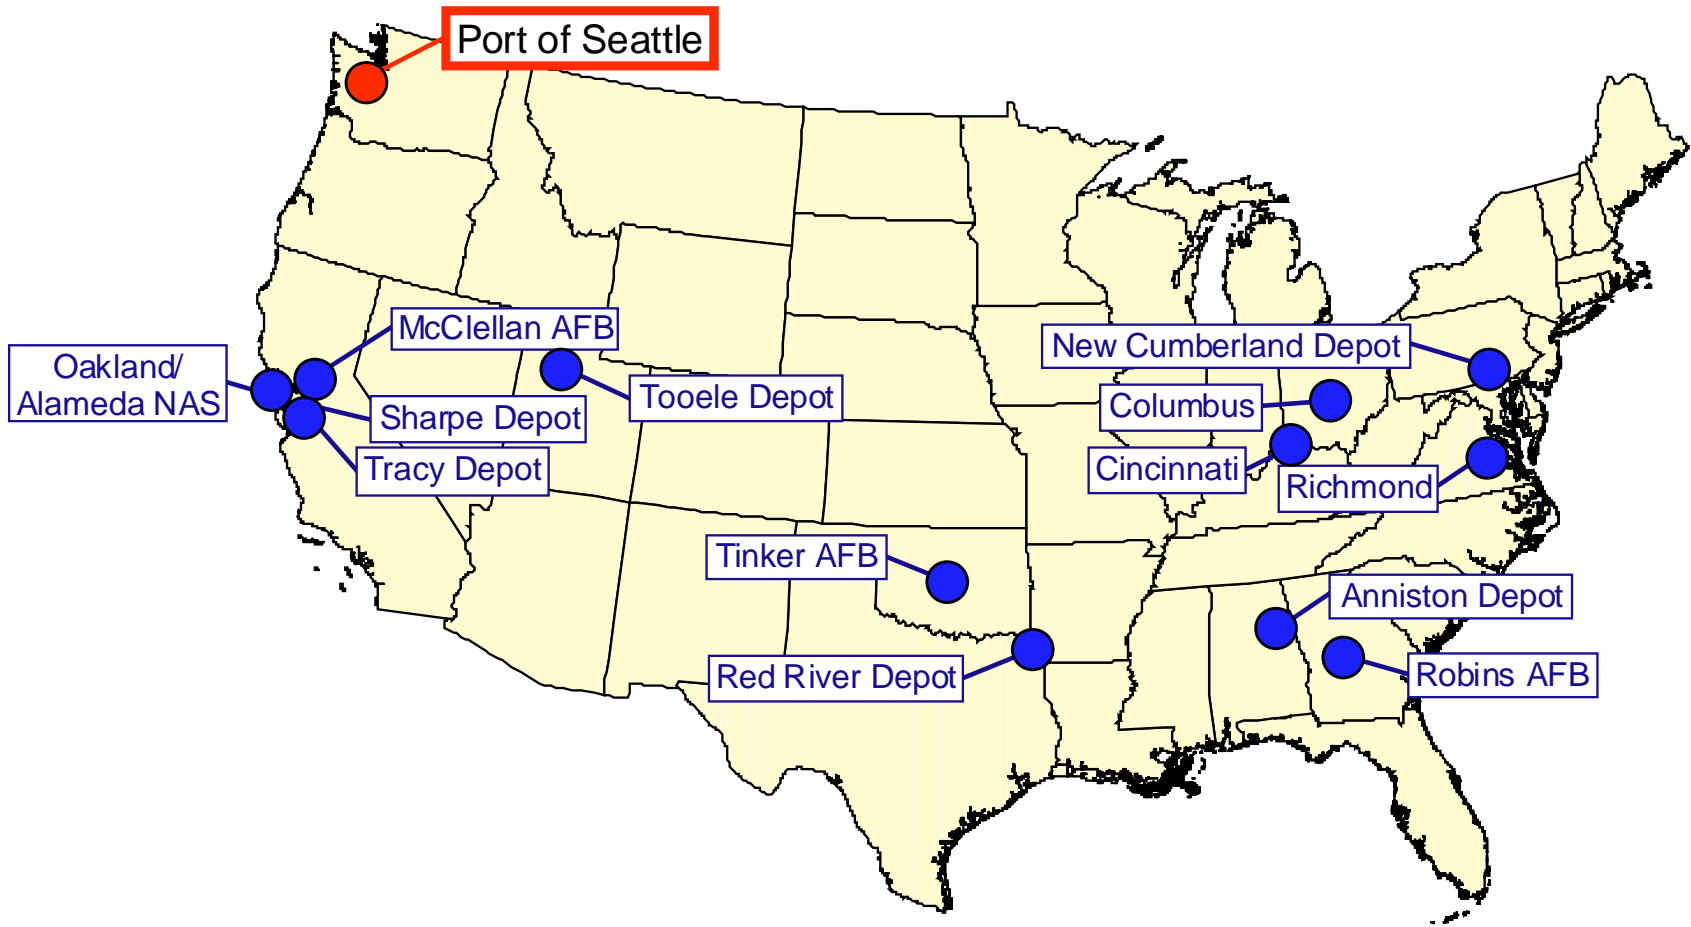 Port of Seattle
McClellan AFB
Oakland/
Alameda NAS
Sharpe Depot
Tracy Depot
Tooele Depot
New Cumberland Depot
Columbus
Cincinnati
Richmond
Tinker AFB
Anniston Depot
Red River Depot
Robins AFB